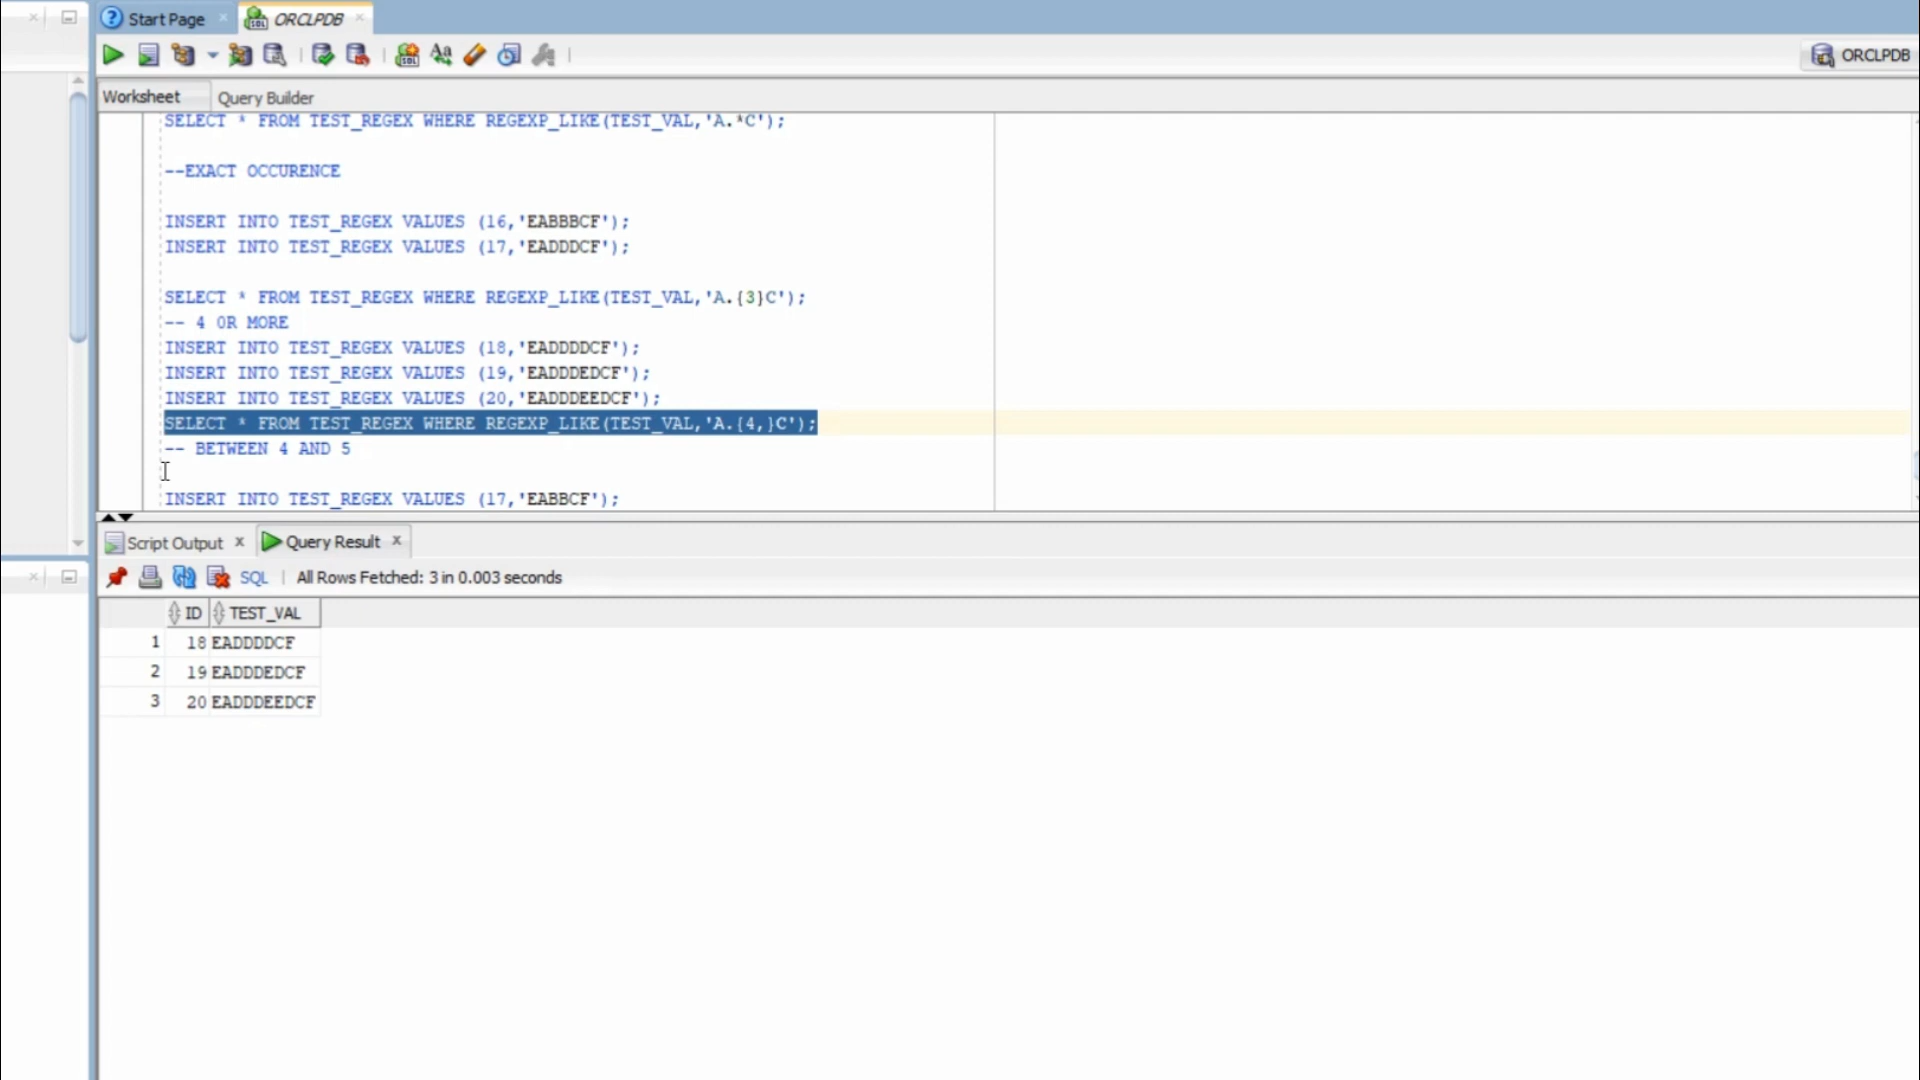 Start Page
ORCLPDB
ORCLPDB
Worksheet
Query Builder
SELECT * FROM TEST_REGEX WHERE REGEXP_LIKE(TEST_VAL,'A.*C');
--EXACT OCCURENCE
INSERT INTO TEST_REGEX VALUES (16,'EABBBCF');
INSERT INTO TEST_REGEX VALUES (17,'EADDDCF');
SELECT * FROM TEST_REGEX WHERE REGEXP_LIKE(TEST_VAL,'A.{3}C');
-- 4 OR MORE
INSERT INTO TEST_REGEX VALUES (18,'EADDDDCF');
INSERT INTO TEST_REGEX VALUES (19,'EADDDEDCF');
INSERT INTO TEST_REGEX VALUES (20,'EADDDEEDCF');
SELECT * FROM TEST_REGEX WHERE REGEXP_LIKE(TEST_VAL,'A.{4,}C');
-- BETWEEN 4 AND 5
INSERT INTO TEST_REGEX VALUES (17,'EABBCF');
Script Output
Query Result
SQL | All Rows Fetched: 3 in 0.003 seconds
ID TEST_VAL
1 18 EADDDDCF
2 19 EADDDEDCF
3 20 EADDDEEDCF